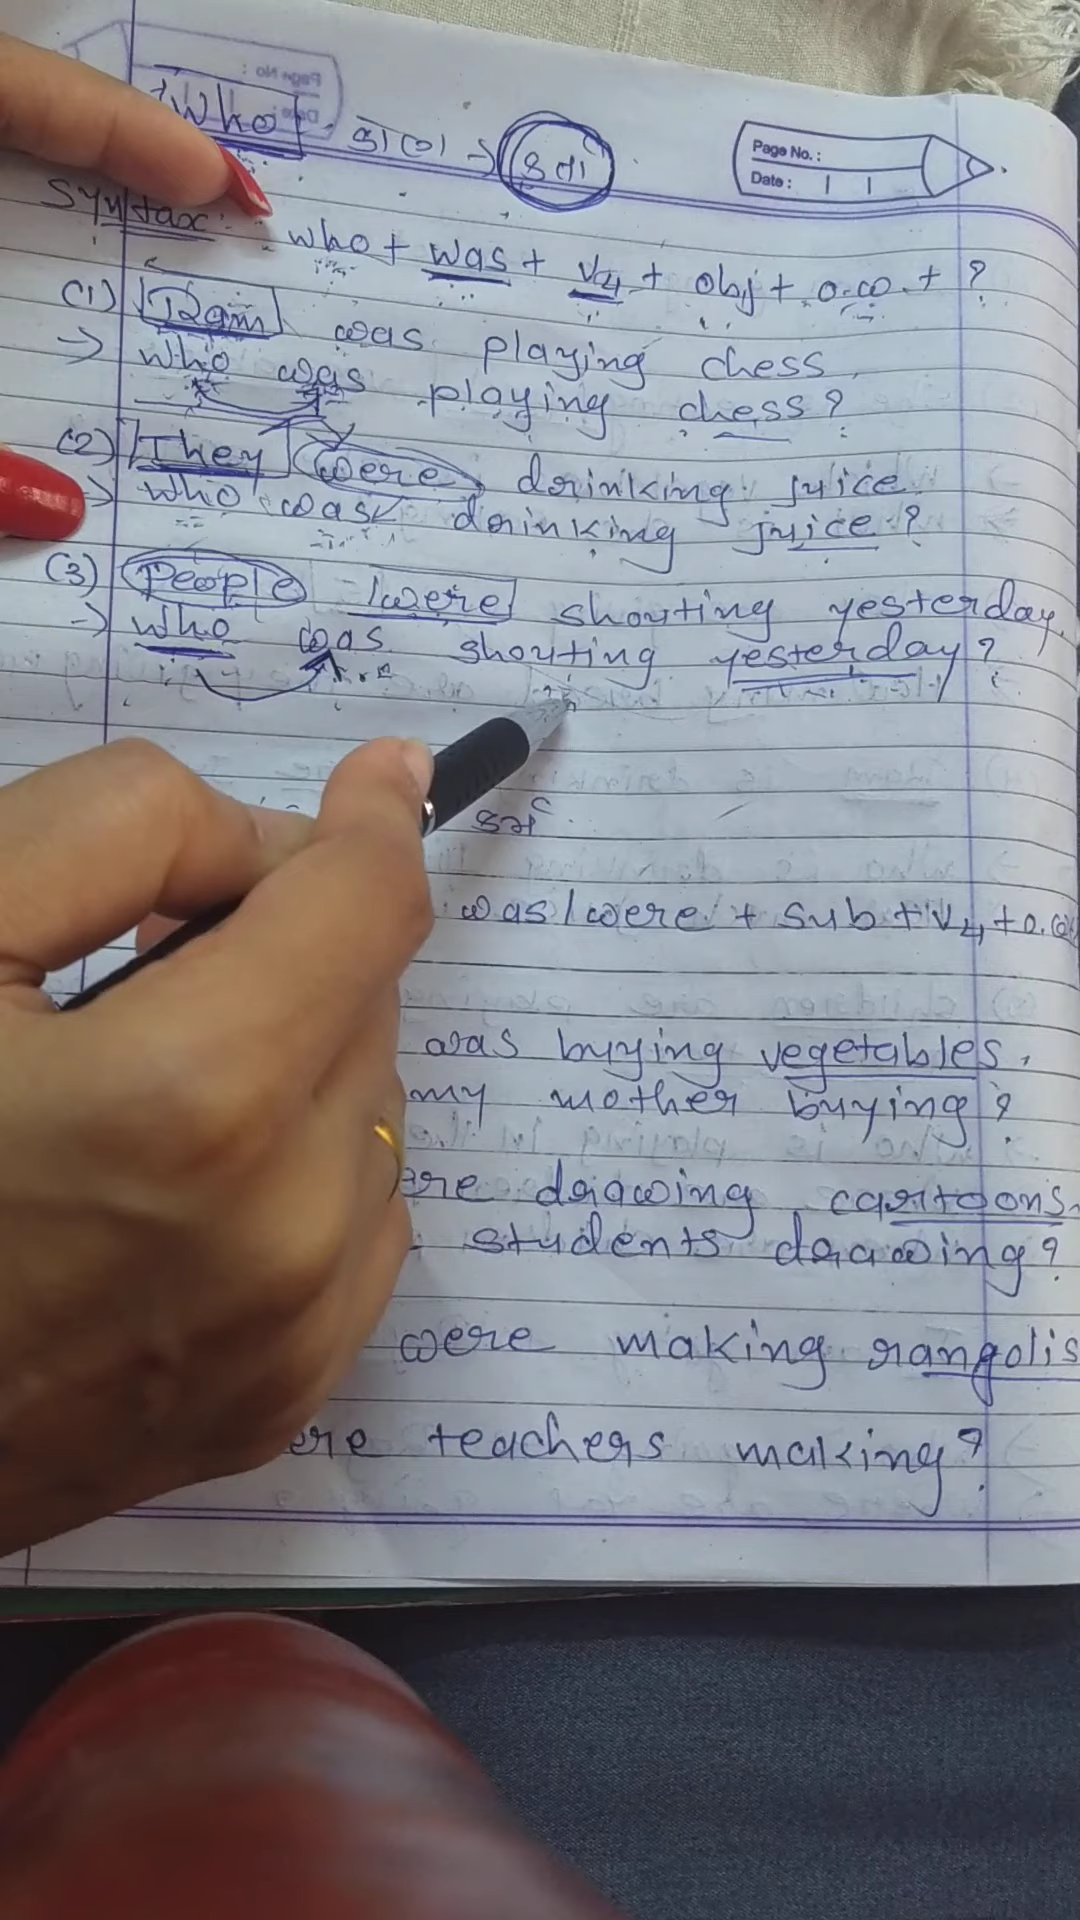 Page No. :
Date :
Who
Syntax: who + was + V4 + obj + o.w. + ?
(1) Ram was playing chess.
→ who was playing chess?
(2) They were drinking juice.
→ who was drinking juice?
(3) People were shouting yesterday.
→ who was shouting yesterday?
was/were + sub + V4 + o.w
was buying vegetables.
my mother buying?
ere drawing cartoons.
students drawing?
were making rangolis
ere teachers making?